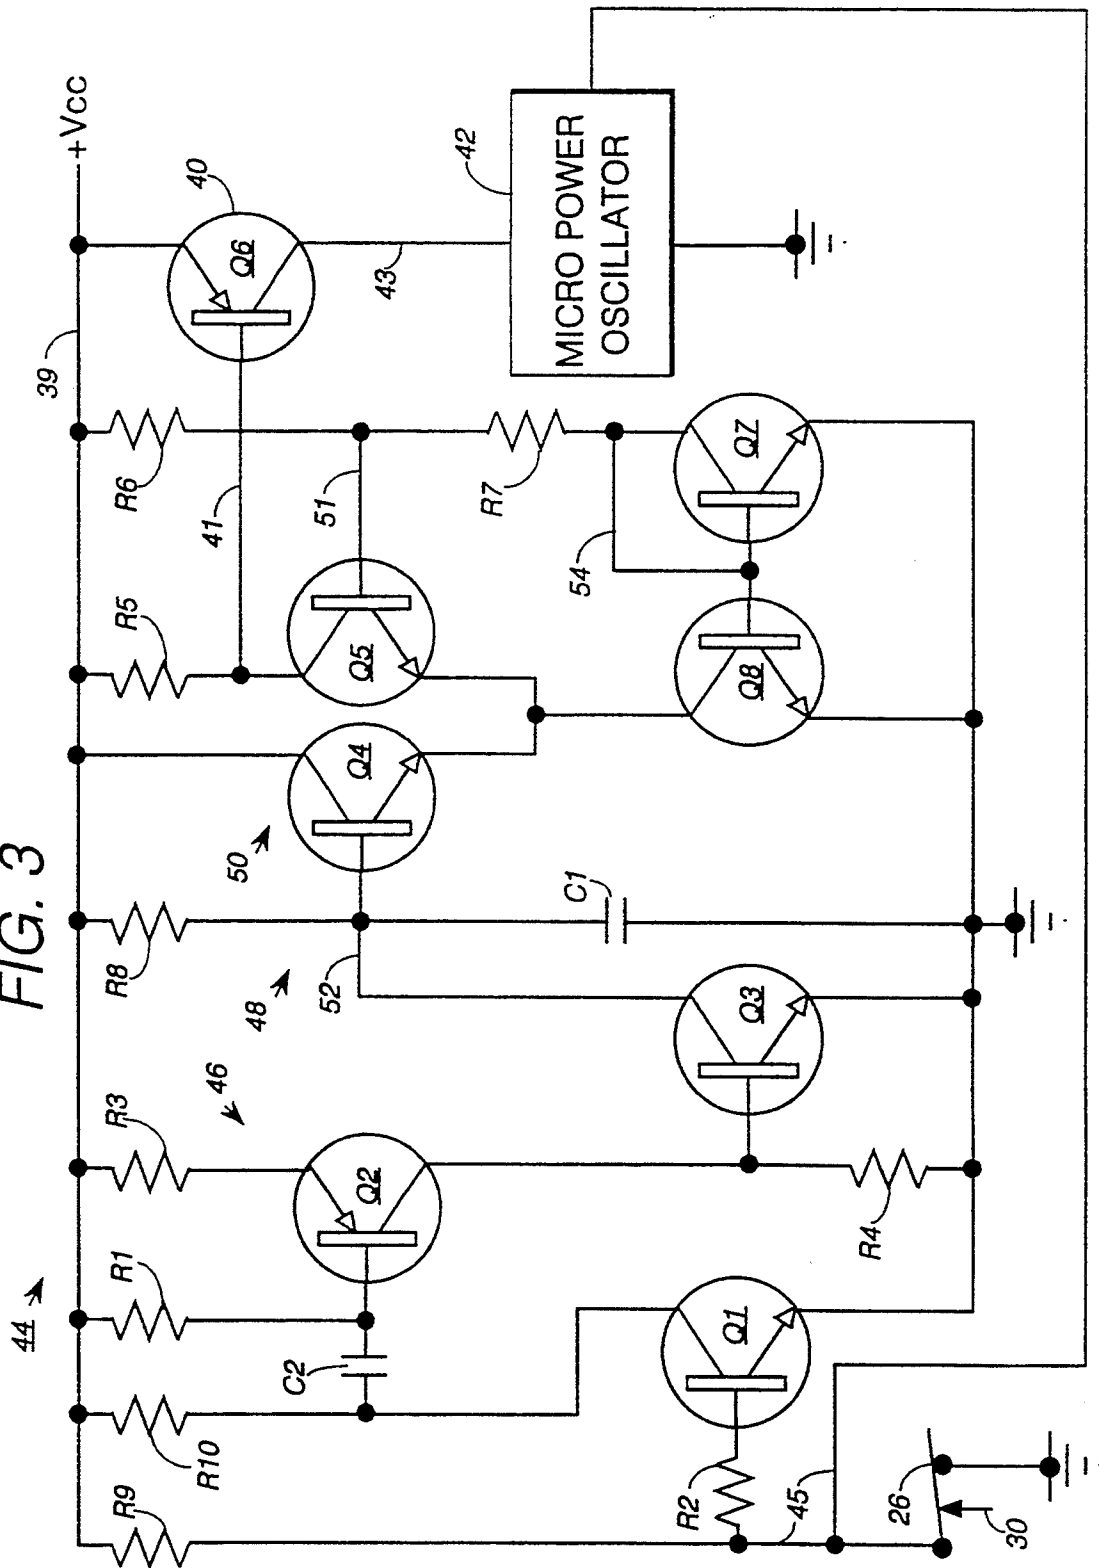 FIG. 3
44
+Vcc
39
R9
R10
R1
R3
R8
R5
R6
46
48
50
40
41
Q6
C2
Q2
52
Q4
Q5
51
43
42
MICRO POWER
OSCILLATOR
C1
R7
54
R2
Q1
R4
Q3
Q8
Q7
45
26
30